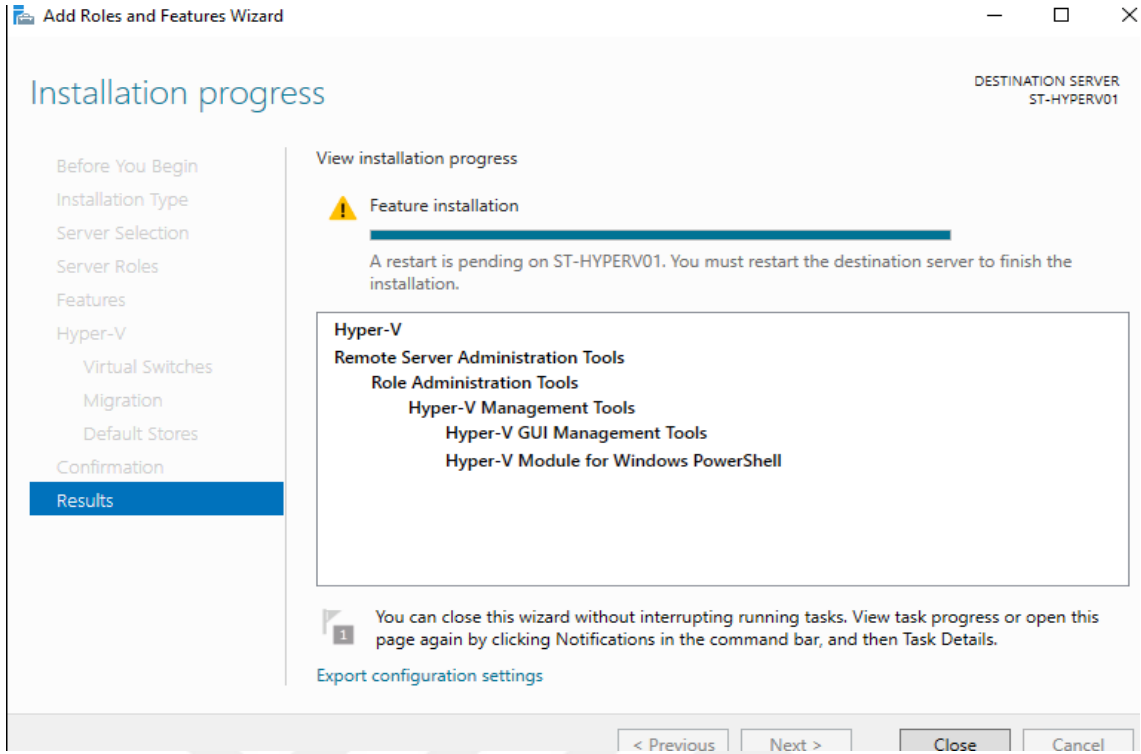 Add Roles and Features Wizard
Installation progress
DESTINATION SERVER
ST-HYPERV01
Before You Begin
Installation Type
Server Selection
Server Roles
Features
Hyper-V
Virtual Switches
Migration
Default Stores
Confirmation
Results
View installation progress
Feature installation
A restart is pending on ST-HYPERV01. You must restart the destination server to finish the
installation.
Hyper-V
Remote Server Administration Tools
Role Administration Tools
Hyper-V Management Tools
Hyper-V GUI Management Tools
Hyper-V Module for Windows PowerShell
1
You can close this wizard without interrupting running tasks. View task progress or open this
page again by clicking Notifications in the command bar, and then Task Details.
Export configuration settings
< Previous
Next >
Close
Cancel